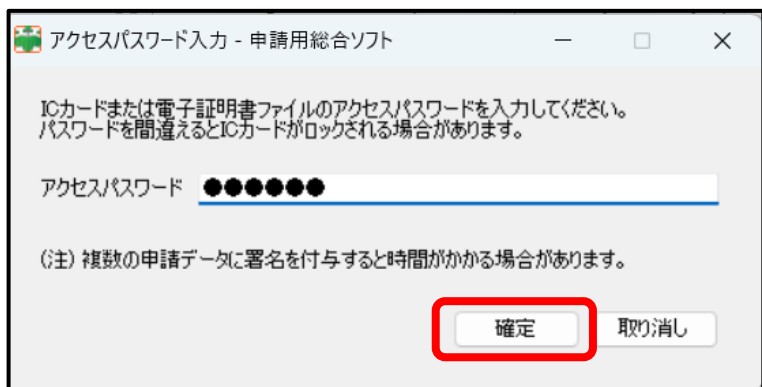 アクセスパスワード入力 - 申請用総合ソフト
ICカードまたは電子証明書ファイルのアクセスパスワードを入力してください。
パスワードを間違えるとICカードがロックされる場合があります。
アクセスパスワード ●●●●●●
(注) 複数の申請データに署名を付与すると時間がかかる場合があります。
確定 取り消し